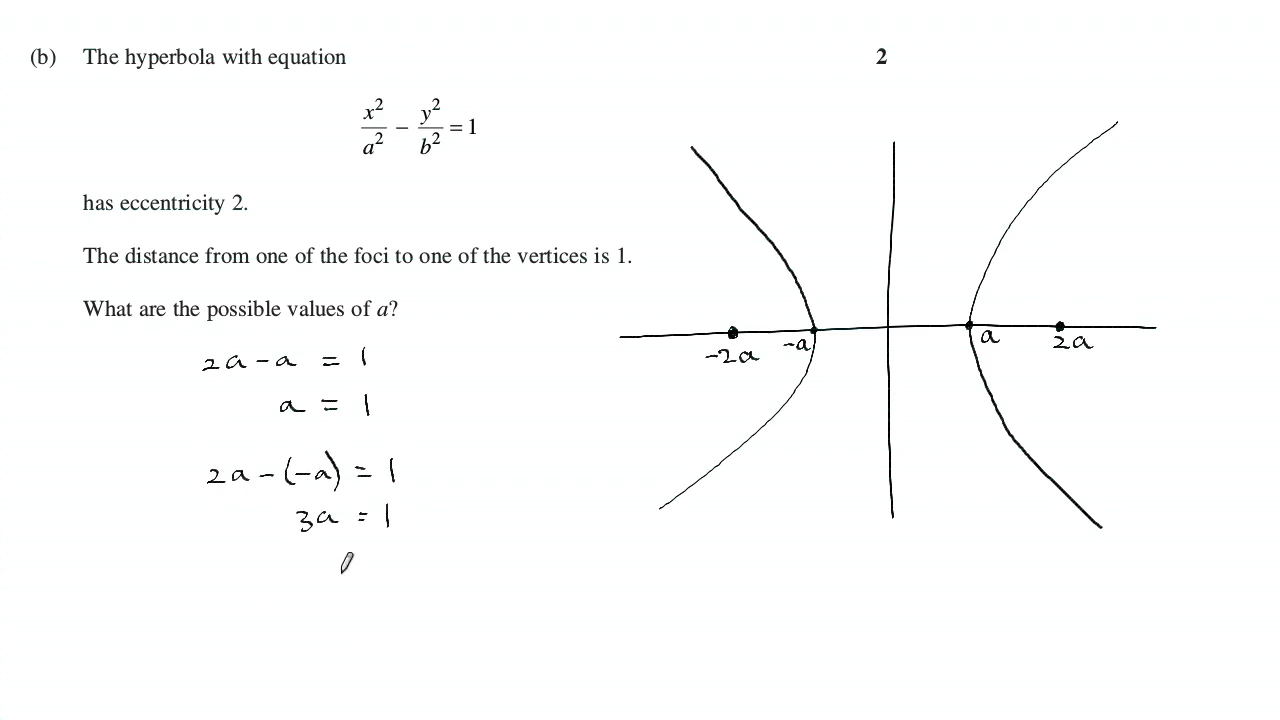 (b) The hyperbola with equation 2
x²/a² − y²/b² = 1
has eccentricity 2.
The distance from one of the foci to one of the vertices is 1.
What are the possible values of a?
2a − a = 1
a = 1
2a − (−a) = 1
3a = 1
−2a −a a 2a